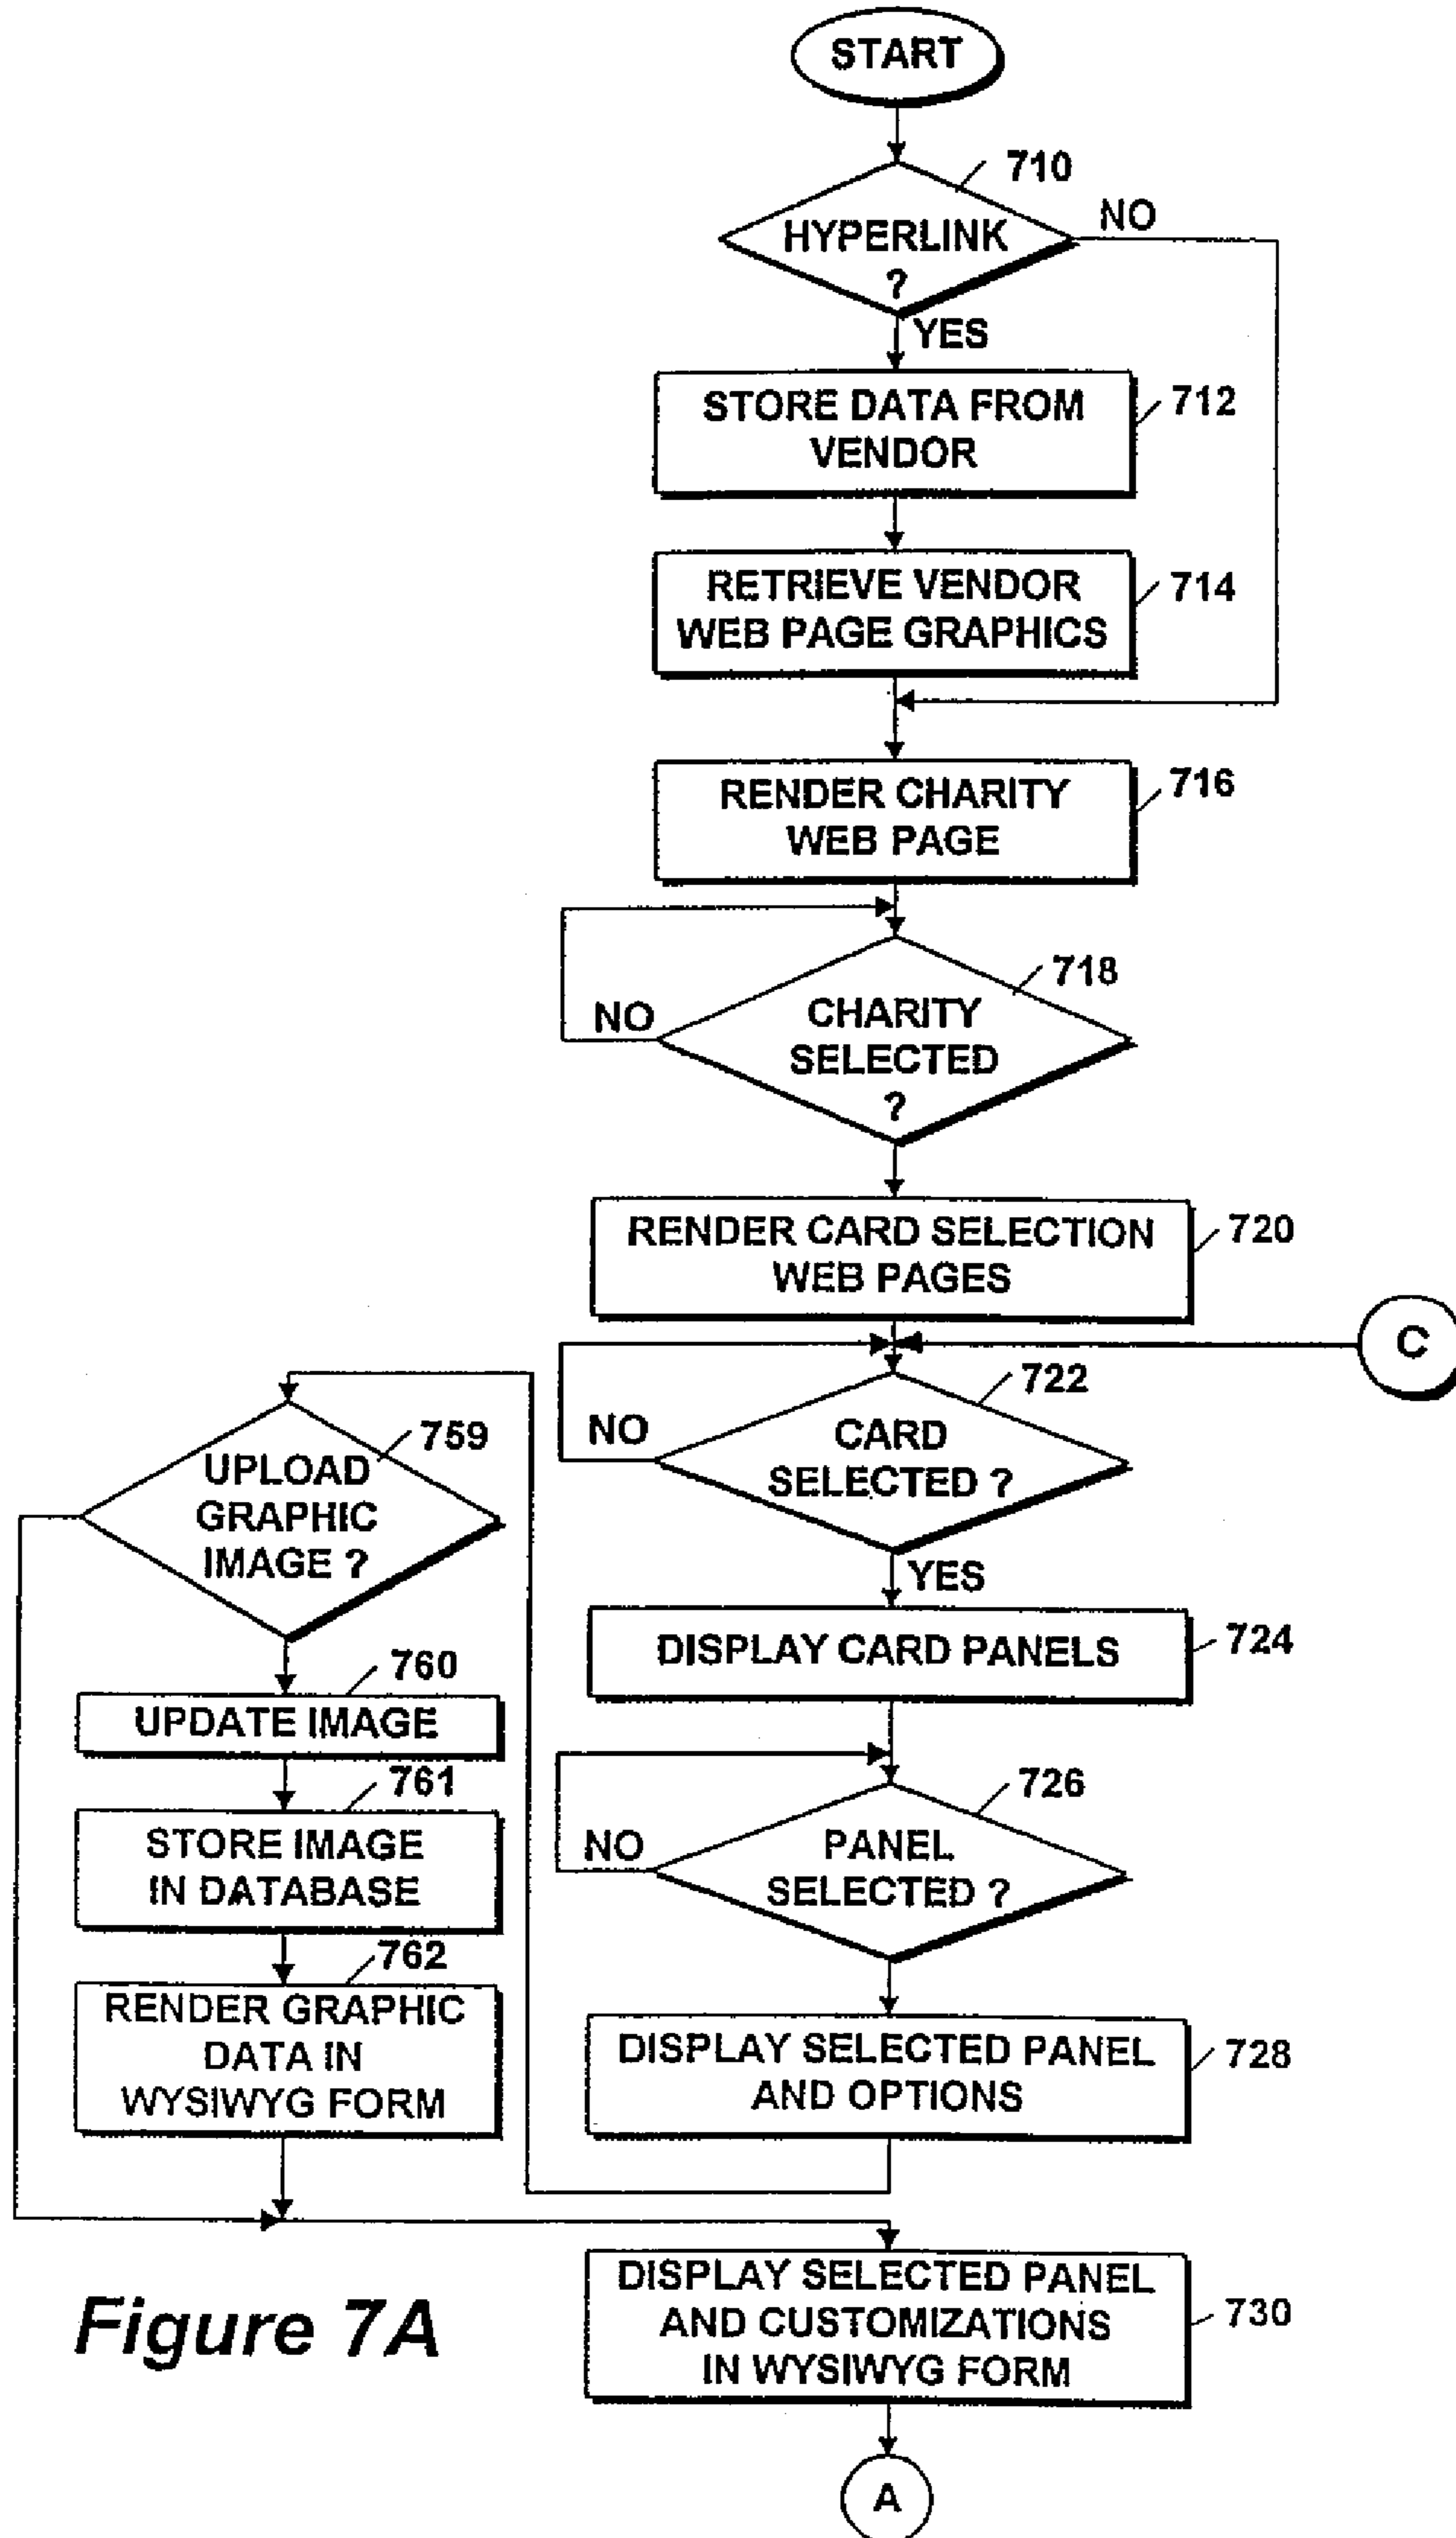 START
710
HYPERLINK
?
NO
YES
STORE DATA FROM
VENDOR
712
RETRIEVE VENDOR
WEB PAGE GRAPHICS
714
RENDER CHARITY
WEB PAGE
716
718
CHARITY
SELECTED
?
NO
RENDER CARD SELECTION
WEB PAGES
720
C
722
CARD
SELECTED ?
NO
YES
DISPLAY CARD PANELS
724
726
PANEL
SELECTED ?
NO
DISPLAY SELECTED PANEL
AND OPTIONS
728
759
UPLOAD
GRAPHIC
IMAGE ?
760
UPDATE IMAGE
761
STORE IMAGE
IN DATABASE
762
RENDER GRAPHIC
DATA IN
WYSIWYG FORM
DISPLAY SELECTED PANEL
AND CUSTOMIZATIONS
IN WYSIWYG FORM
730
A
Figure 7A